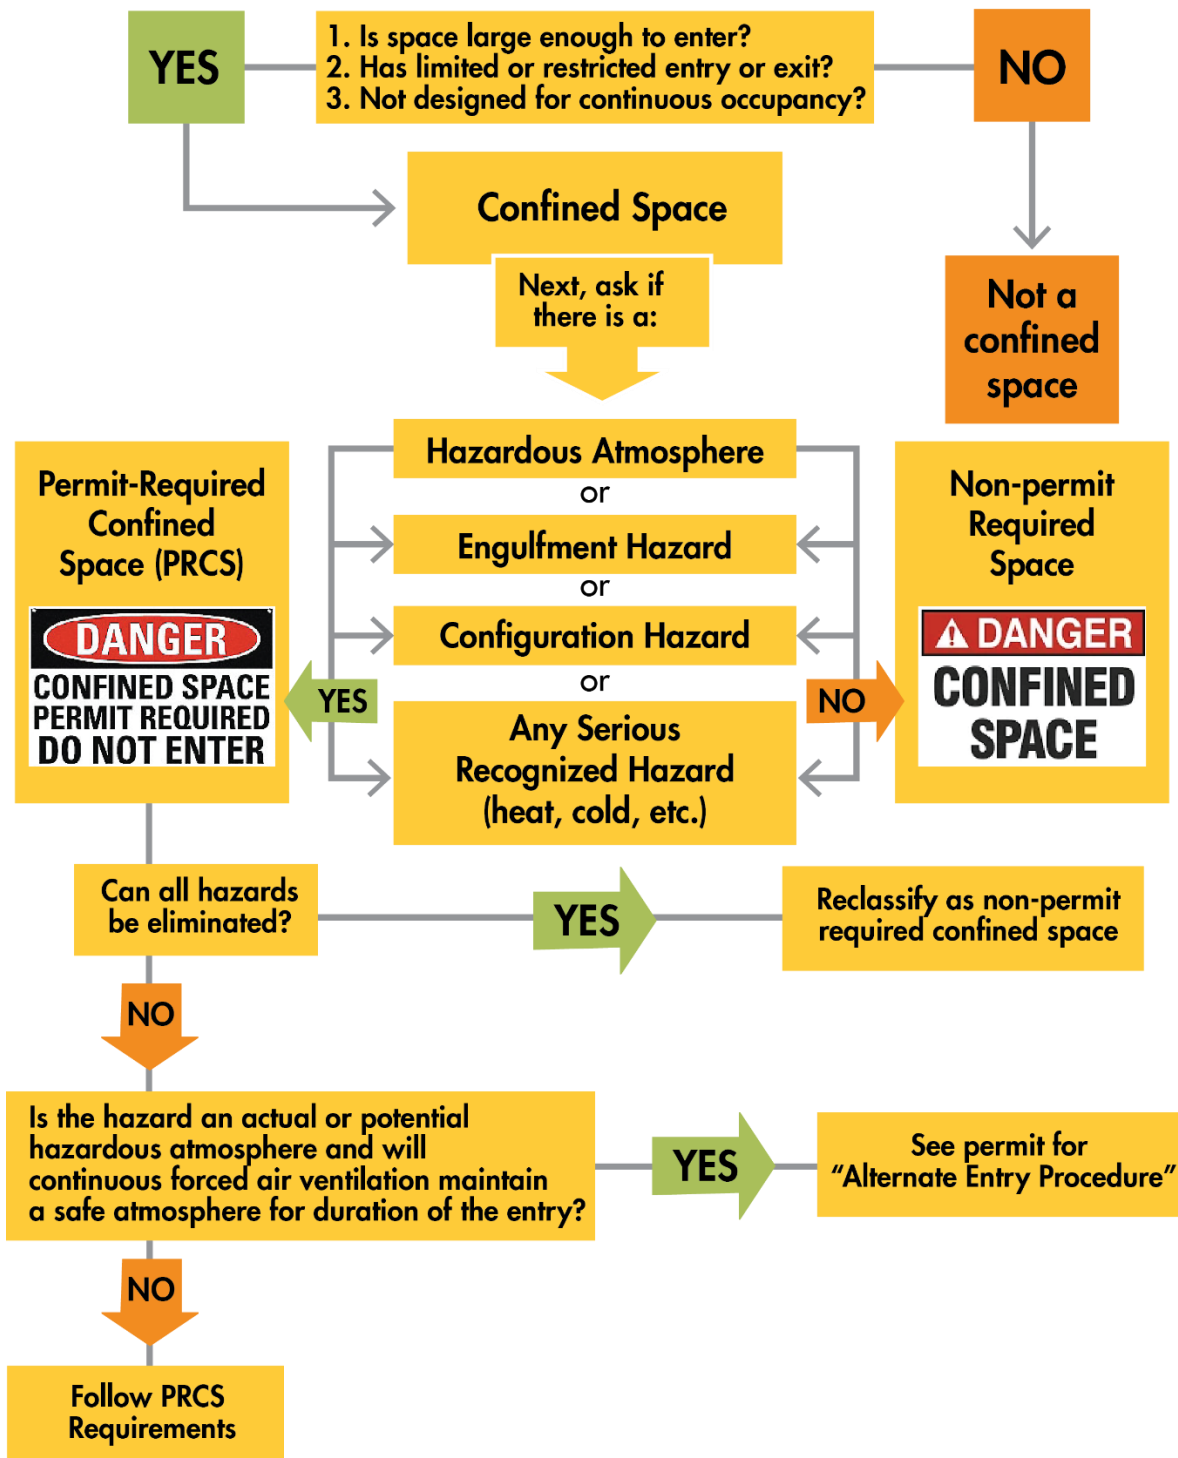 YES
1. Is space large enough to enter?
2. Has limited or restricted entry or exit?
3. Not designed for continuous occupancy?
NO
Confined Space
Next, ask if
there is a:
Not a
confined
space
Permit-Required
Confined
Space (PRCS)
DANGER
CONFINED SPACE
PERMIT REQUIRED
DO NOT ENTER
YES
Hazardous Atmosphere
or
Engulfment Hazard
or
Configuration Hazard
or
Any Serious
Recognized Hazard
(heat, cold, etc.)
NO
Non-permit
Required
Space
DANGER
CONFINED
SPACE
Can all hazards
be eliminated?
YES
Reclassify as non-permit
required confined space
NO
Is the hazard an actual or potential
hazardous atmosphere and will
continuous forced air ventilation maintain
a safe atmosphere for duration of the entry?
YES
See permit for
“Alternate Entry Procedure”
NO
Follow PRCS
Requirements